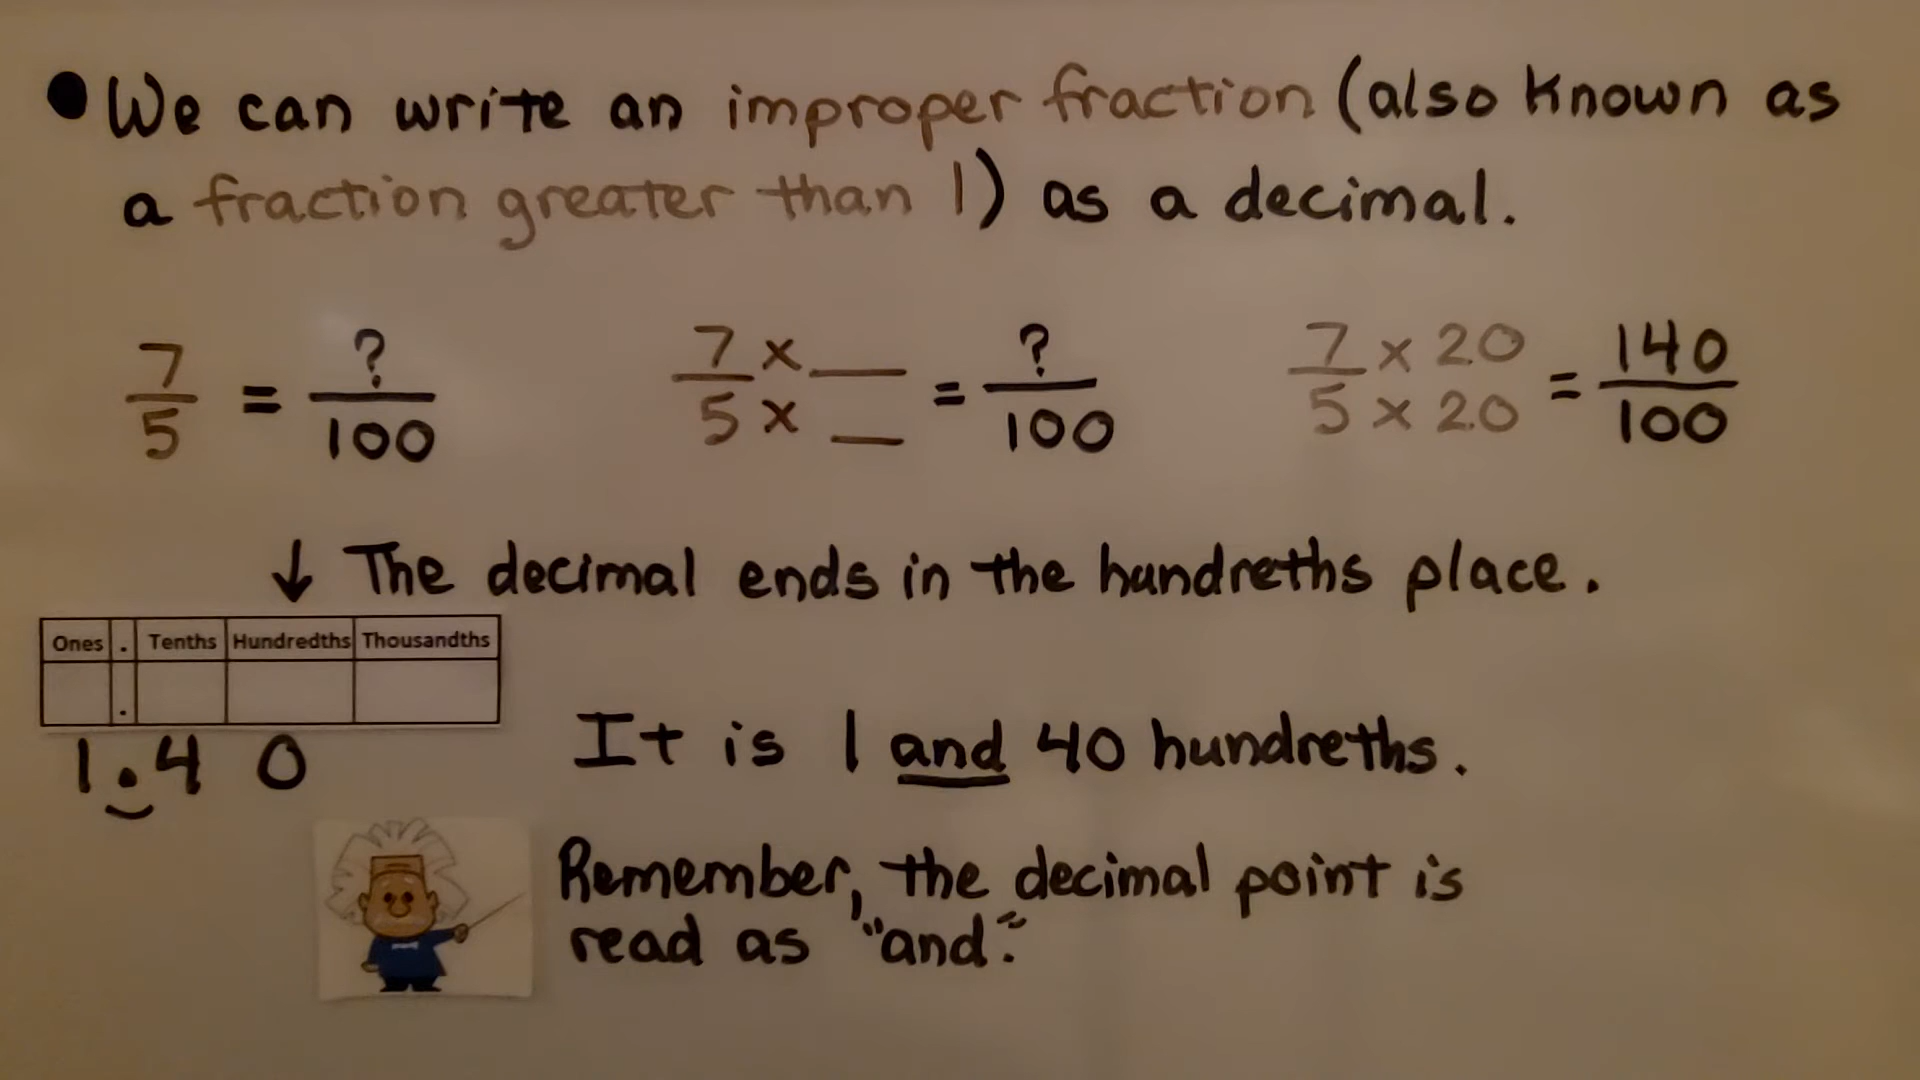 ● We can write an improper fraction (also known as
a fraction greater than 1) as a decimal.
7/5 = ?/100
7 x __ / 5 x __ = ?/100
7 x 20 / 5 x 20 = 140/100
↓ The decimal ends in the hundreths place.
Ones . Tenths Hundredths Thousandths
.
1.4 0
It is 1 and 40 hundreths.
Remember, the decimal point is
read as "and".